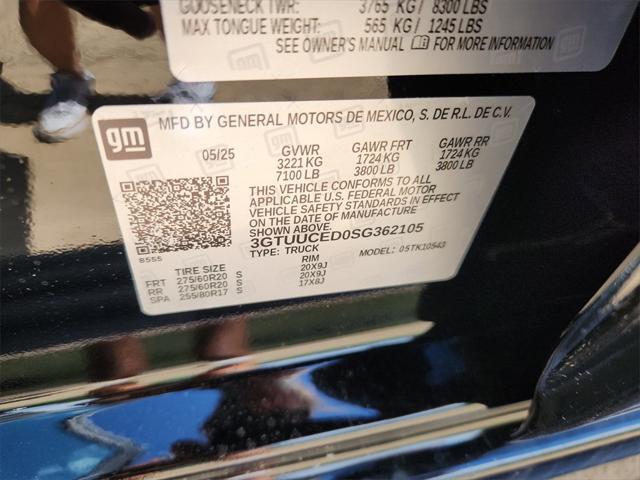 GOOSENECK TWR: 3765 KG / 8300 LBS
MAX TONGUE WEIGHT: 565 KG / 1245 LBS
SEE OWNER'S MANUAL FOR MORE INFORMATION
gm MFD BY GENERAL MOTORS DE MEXICO, S. DE R.L. DE C.V.
05/25 GVWR GAWR FRT GAWR RR
3221 KG 1724 KG 1724 KG
7100 LB 3800 LB 3800 LB
THIS VEHICLE CONFORMS TO ALL
APPLICABLE U.S. FEDERAL MOTOR
VEHICLE SAFETY STANDARDS IN EFFECT
ON THE DATE OF MANUFACTURE
SHOWN ABOVE.
3GTUUCED0SG362105
8555 TYPE: TRUCK MODEL: 05TK10543
TIRE SIZE RIM
FRT 275/60R20 S 20X9J
RR 275/60R20 S 20X9J
SPA 255/80R17 S 17X8J